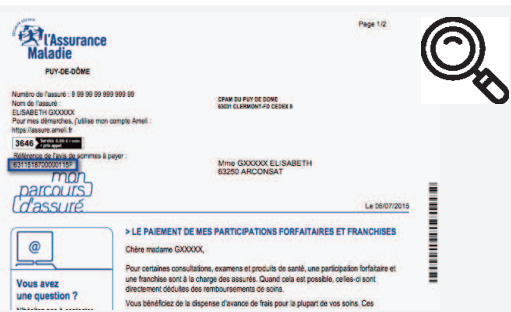 Page 1/2
l'Assurance
Maladie
PUY-DE-DÔME
Numéro de l'assuré : 9 99 99 99 999 999 99
Nom de l'assuré :
ELISABETH GXXXXX
Pour mes démarches, j'utilise mon compte Ameli :
https://assure.ameli.fr
3646 Service 0,06 € / min
+ prix appel
Référence de l'avis de sommes à payer :
CPAM DU PUY DE DOME
63031 CLERMONT-FD CEDEX 9
Mme GXXXXX ELISABETH
63250 ARCONSAT
mon
parcours
d'assuré
Le 06/07/2015
> LE PAIEMENT DE MES PARTICIPATIONS FORFAITAIRES ET FRANCHISES
Chère madame GXXXXX,
Pour certaines consultations, examens et produits de santé, une participation forfaitaire et
une franchise sont à la charge des assurés. Quand cela est possible, celles-ci sont
directement déduites des remboursements de soins.
Vous bénéficiez de la dispense d'avance de frais pour la plupart de vos soins. Ces
@
Vous avez
une question ?